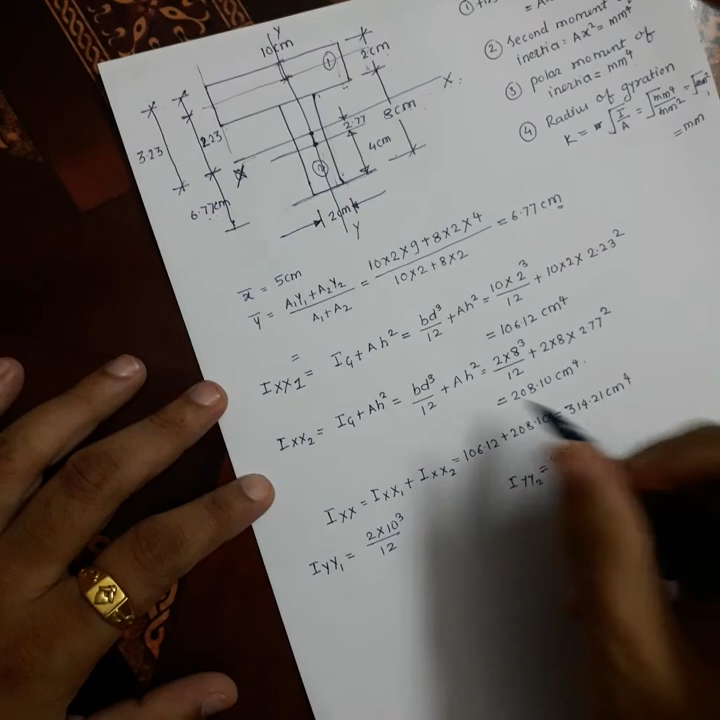 Y
10cm
2cm
1
X
3.23
2.23
2.77
8cm
4cm
X
2
6.77cm
2cm
Y
①
= A
② Second moment
inertia: Ax² = mm⁴
③ polar moment of
inertia = mm⁴
④ Radius of gyration
K = √I/A = √mm⁴/mm² =
= mm
x̄ = 5cm
ȳ = A₁Y₁+A₂Y₂ / A₁+A₂ = 10×2×9+8×2×4 / 10×2+8×2 = 6.77 cm
=
IXX1 = IG+Ah² = bd³/12 + Ah² = 10×2³/12 + 10×2×2.23²
= 106.12 cm⁴
IXX₂ = IG+Ah² = bd³/12 + Ah² = 2×8³/12 + 2×8×2.77²
= 208.10 cm⁴.
IXX = IXX₁ + IXX₂ = 106.12+208.10 = 314.21 cm⁴
IYY₁ = 2×10³/12
IYY₂ =